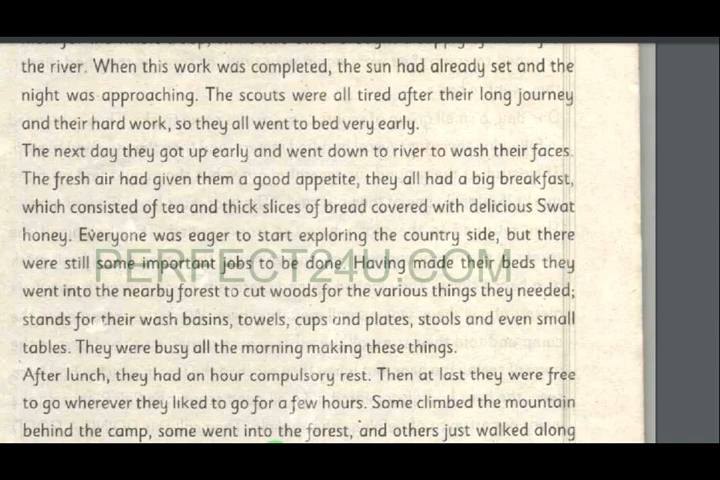 the river. When this work was completed, the sun had already set and the
night was approaching. The scouts were all tired after their long journey
and their hard work, so they all went to bed very early.
The next day they got up early and went down to river to wash their faces.
The fresh air had given them a good appetite, they all had a big breakfast,
which consisted of tea and thick slices of bread covered with delicious Swat
honey. Everyone was eager to start exploring the country side, but there
were still some important jobs to be done. Having made their beds they
PERFECT24U.COM
went into the nearby forest to cut woods for the various things they needed;
stands for their wash basins, towels, cups and plates, stools and even small
tables. They were busy all the morning making these things.
After lunch, they had an hour compulsory rest. Then at last they were free
to go wherever they liked to go for a few hours. Some climbed the mountain
behind the camp, some went into the forest, and others just walked along